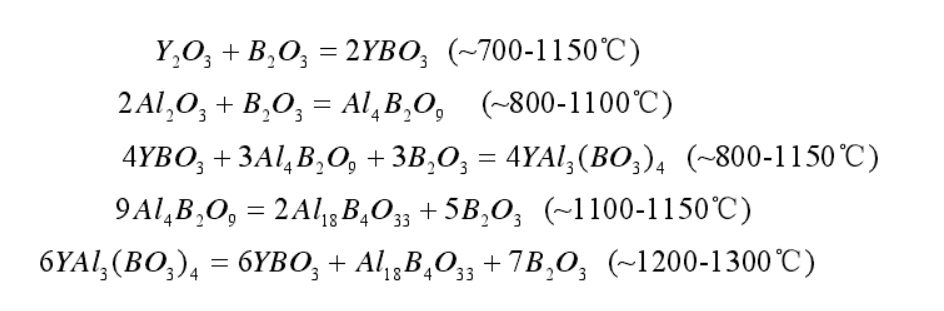 Y₂O₃ + B₂O₃ = 2YBO₃ (~700-1150℃)
2Al₂O₃ + B₂O₃ = Al₄B₂O₉ (~800-1100℃)
4YBO₃ + 3Al₄B₂O₉ + 3B₂O₃ = 4YAl₃(BO₃)₄ (~800-1150℃)
9Al₄B₂O₉ = 2Al₁₈B₄O₃₃ + 5B₂O₃ (~1100-1150℃)
6YAl₃(BO₃)₄ = 6YBO₃ + Al₁₈B₄O₃₃ + 7B₂O₃ (~1200-1300℃)